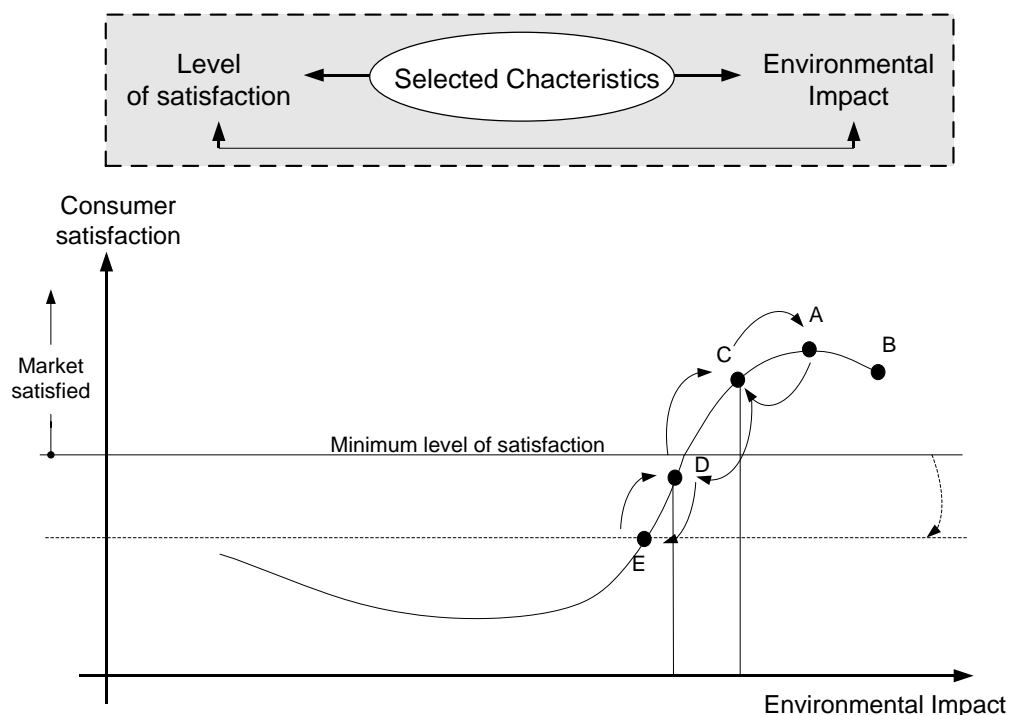 Level
of satisfaction
Selected Chacteristics
Environmental
Impact
Consumer
satisfaction
Market
satisfied
Minimum level of satisfaction
A
B
C
D
E
Environmental Impact